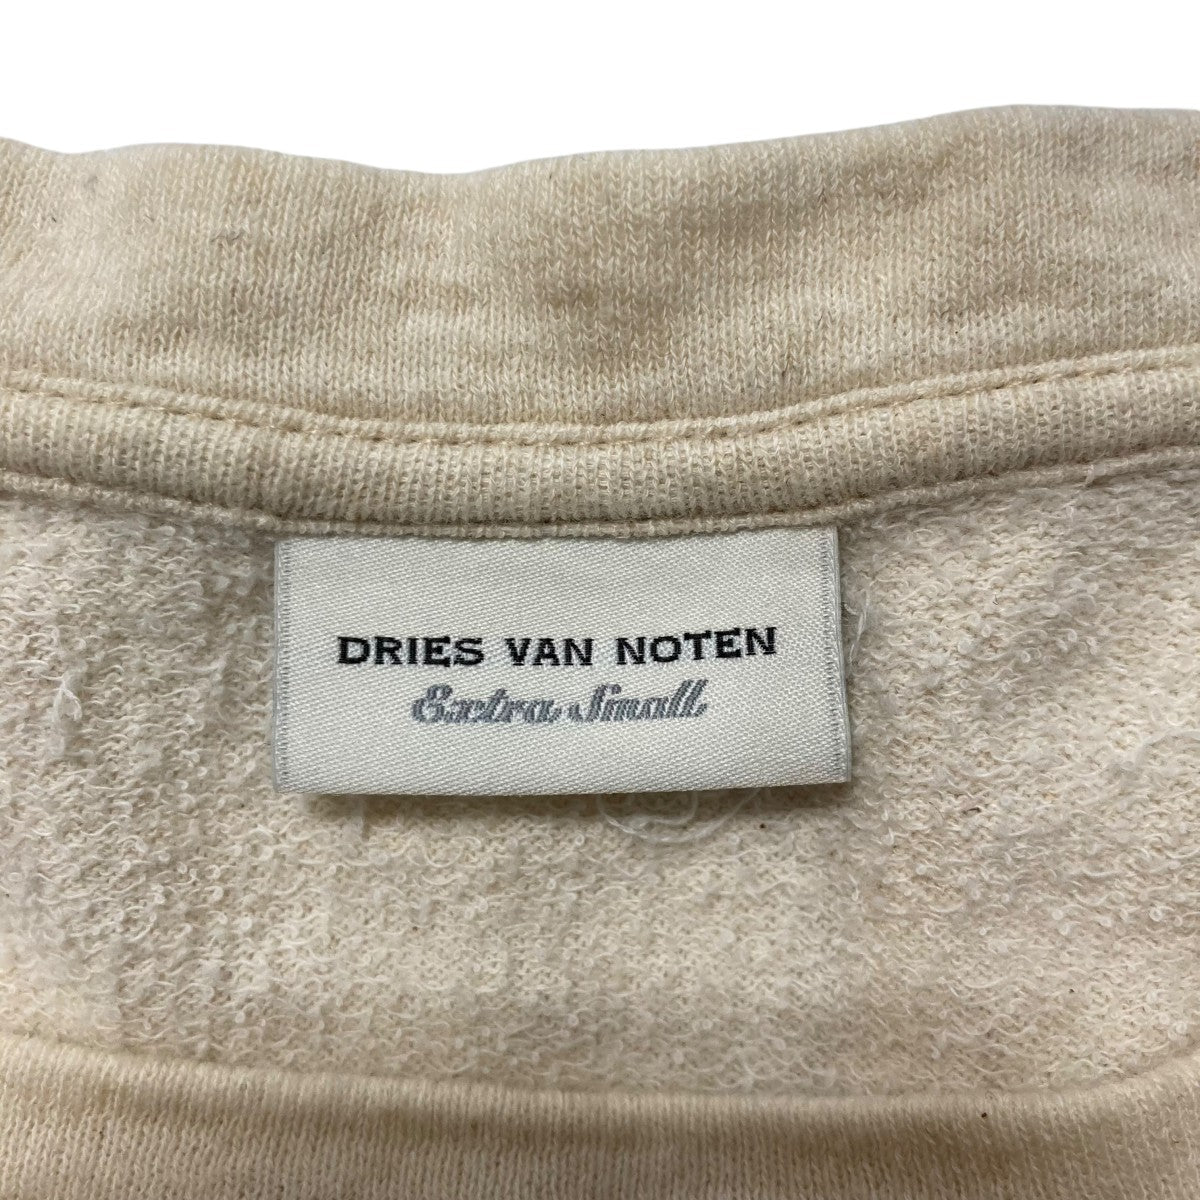 DRIES VAN NOTEN
Extra Small